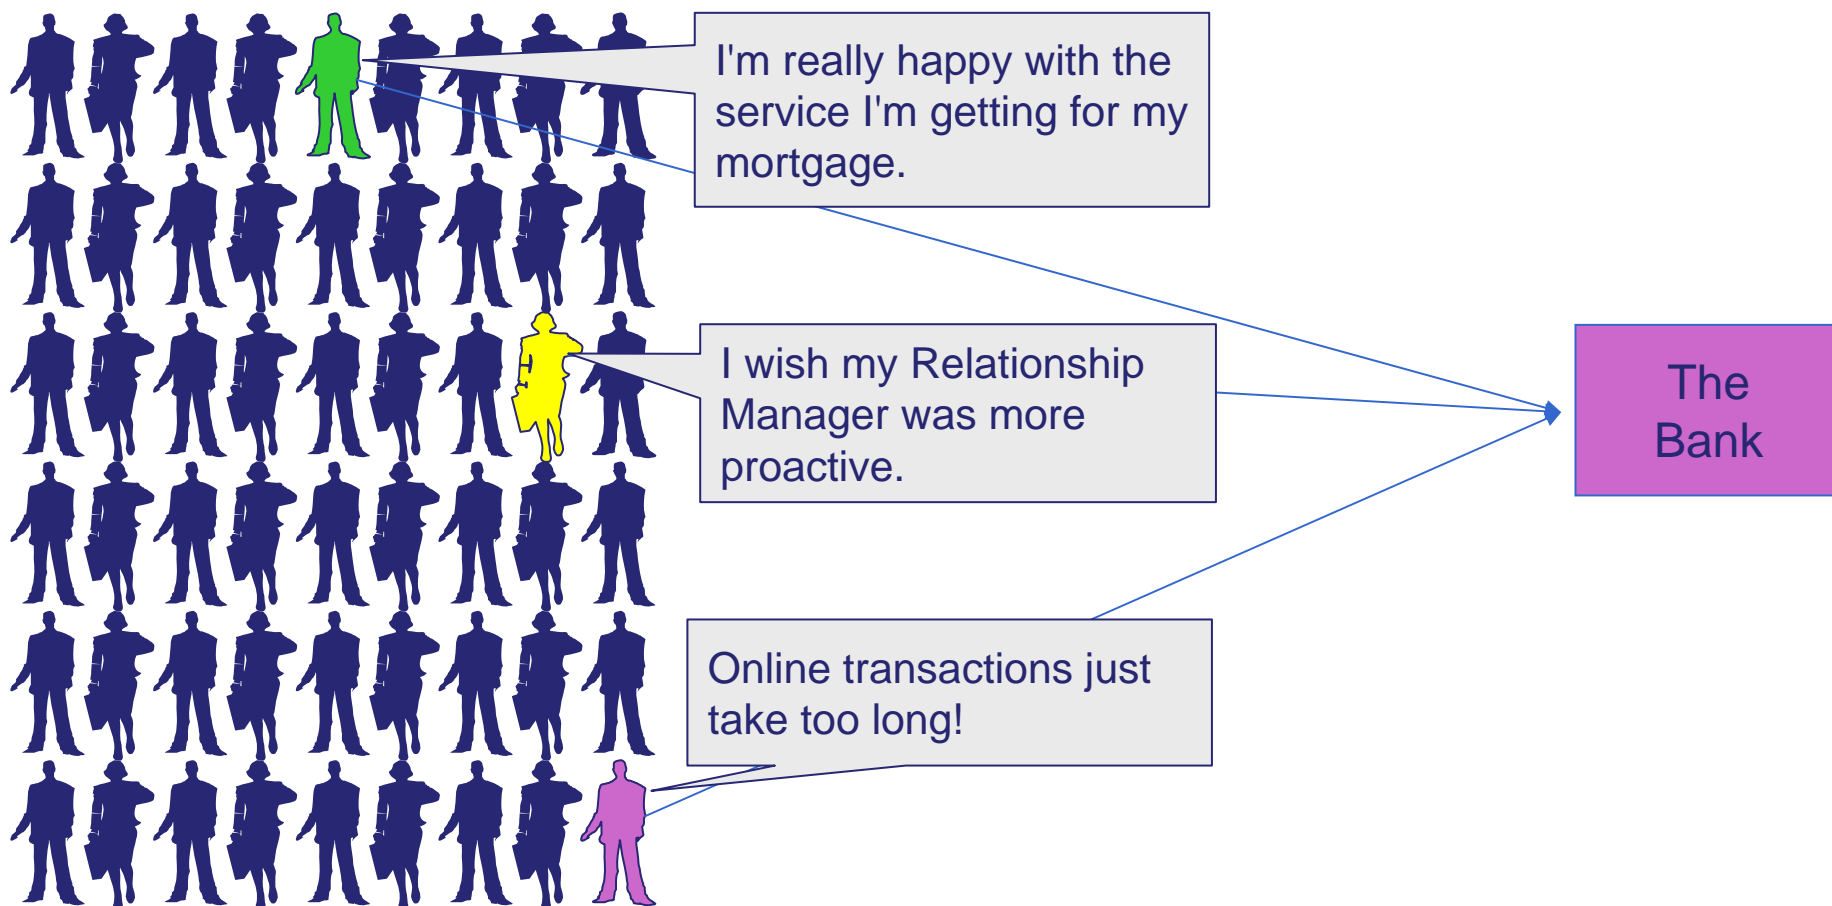 I'm really happy with the
service I'm getting for my
mortgage.
I wish my Relationship
Manager was more
proactive.
The
Bank
Online transactions just
take too long!